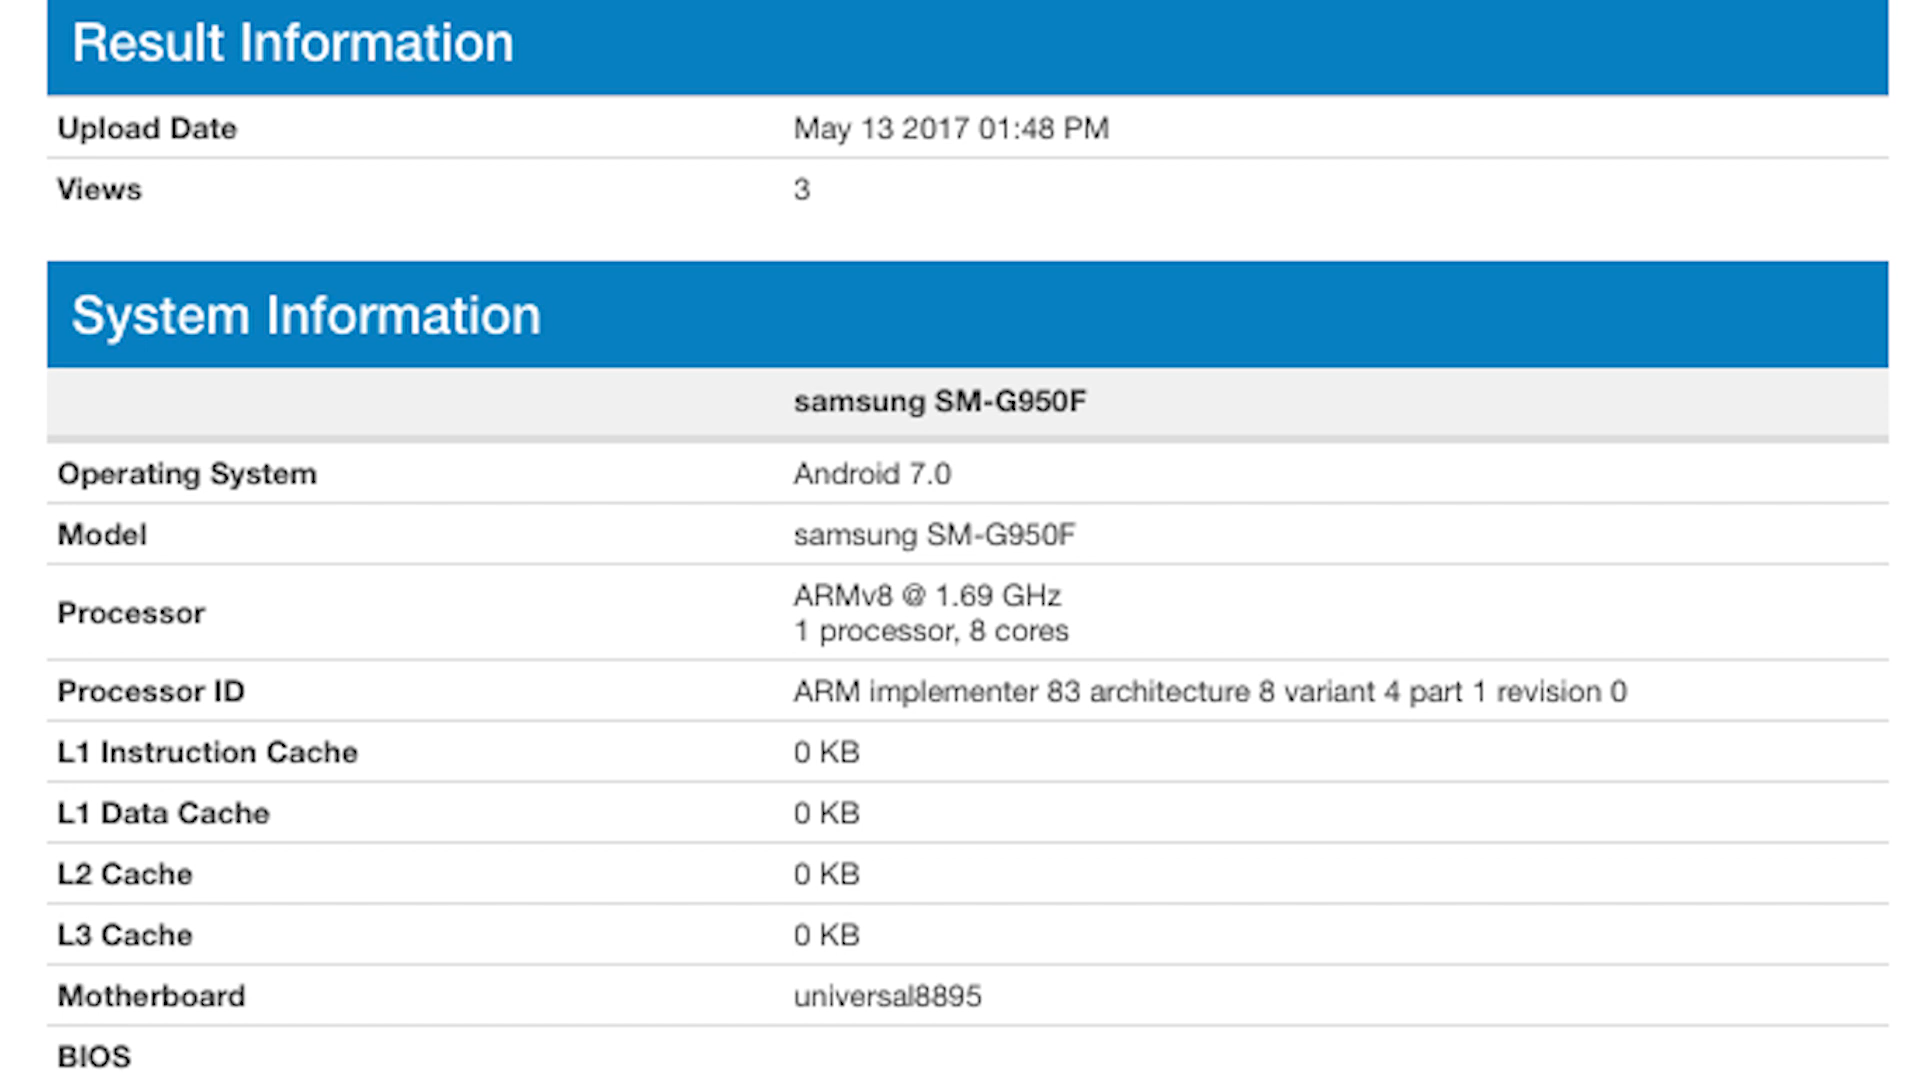 Result Information
Upload Date May 13 2017 01:48 PM
Views 3
System Information
samsung SM-G950F
Operating System Android 7.0
Model samsung SM-G950F
Processor ARMv8 @ 1.69 GHz
1 processor, 8 cores
Processor ID ARM implementer 83 architecture 8 variant 4 part 1 revision 0
L1 Instruction Cache 0 KB
L1 Data Cache 0 KB
L2 Cache 0 KB
L3 Cache 0 KB
Motherboard universal8895
BIOS